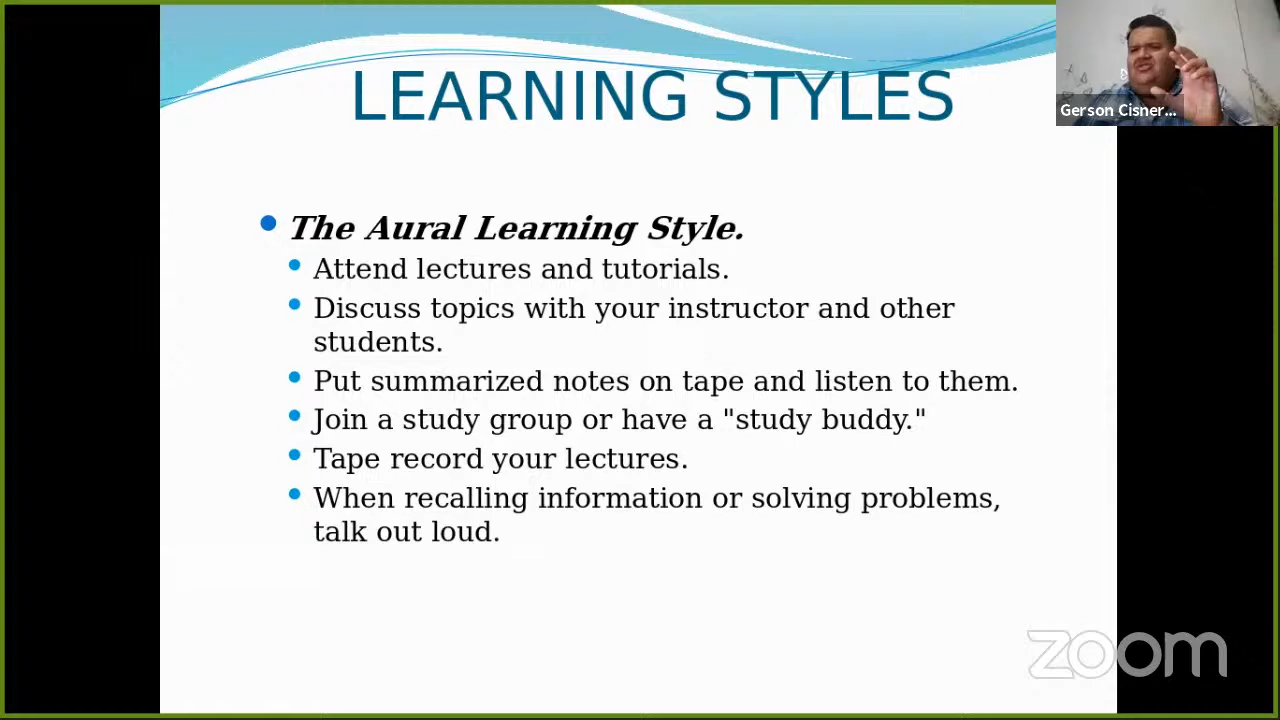 LEARNING STYLES
Gerson Cisner...
The Aural Learning Style.
Attend lectures and tutorials.
Discuss topics with your instructor and other
students.
Put summarized notes on tape and listen to them.
Join a study group or have a "study buddy."
Tape record your lectures.
When recalling information or solving problems,
talk out loud.
zoom